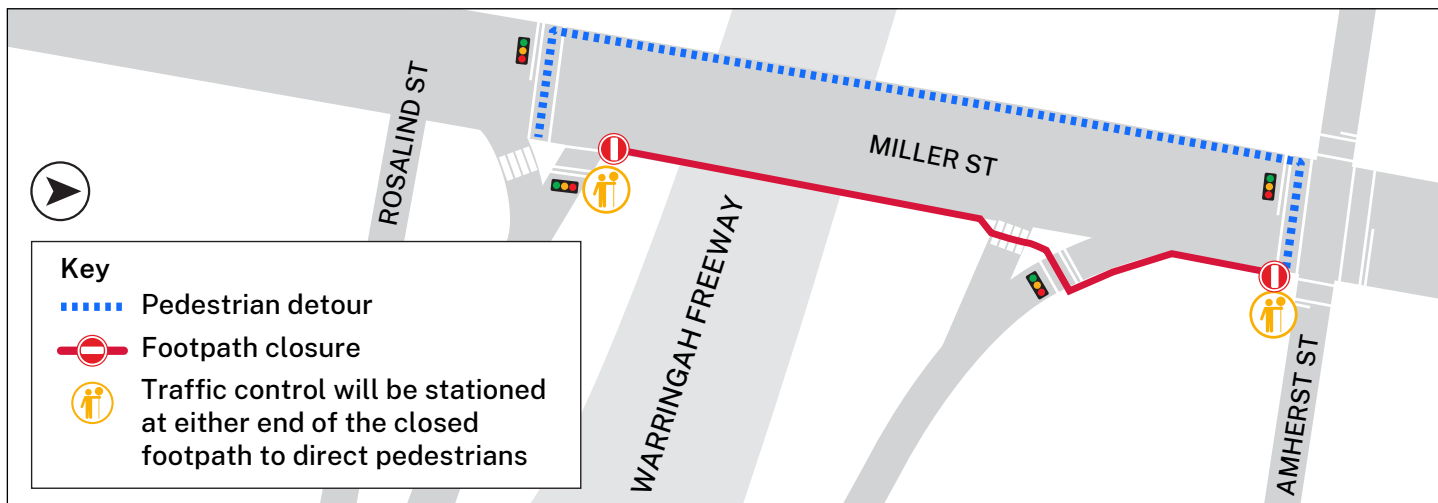 ROSALIND ST
MILLER ST
WARRINGAH FREEWAY
AMHERST ST
Key
Pedestrian detour
Footpath closure
Traffic control will be stationed
at either end of the closed
footpath to direct pedestrians